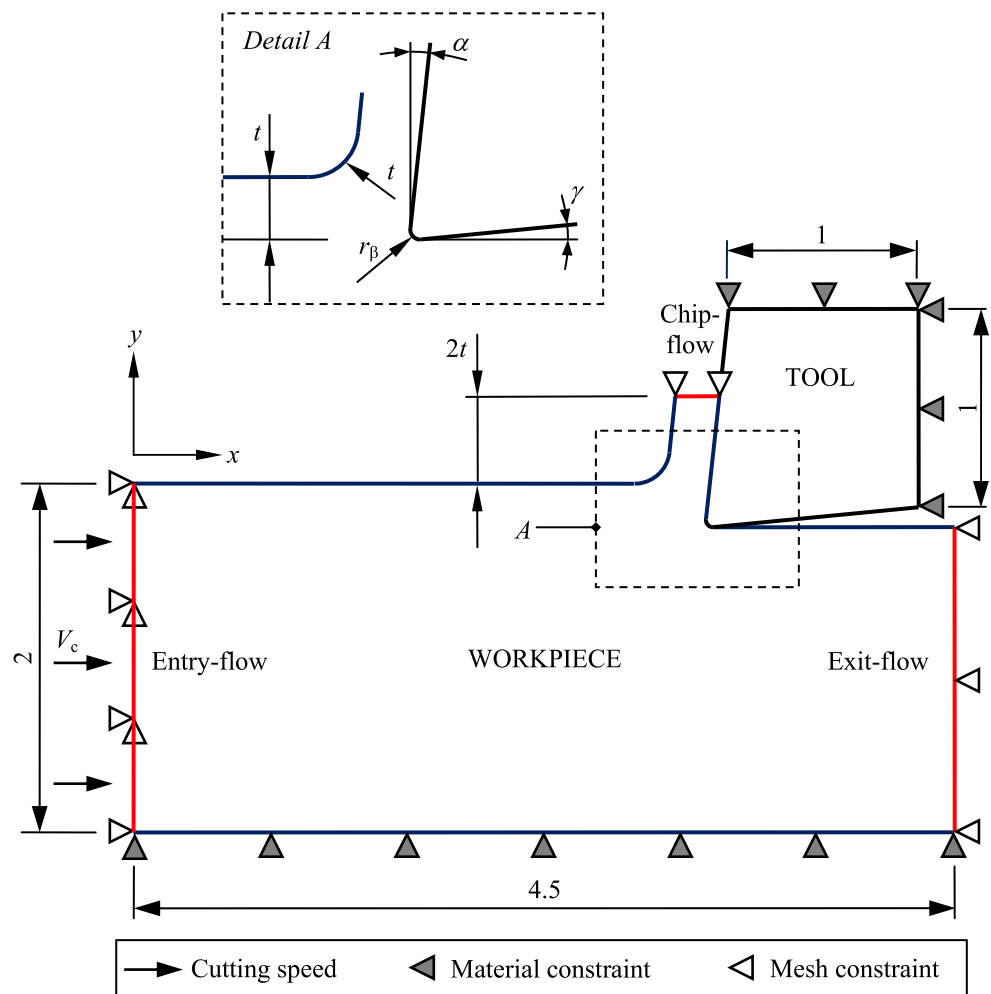 Detail A
α
t
t
γ
rβ
1
Chip-
flow
y
2t
TOOL
1
x
A
Vc
2
Entry-flow
WORKPIECE
Exit-flow
4.5
Cutting speed
Material constraint
Mesh constraint